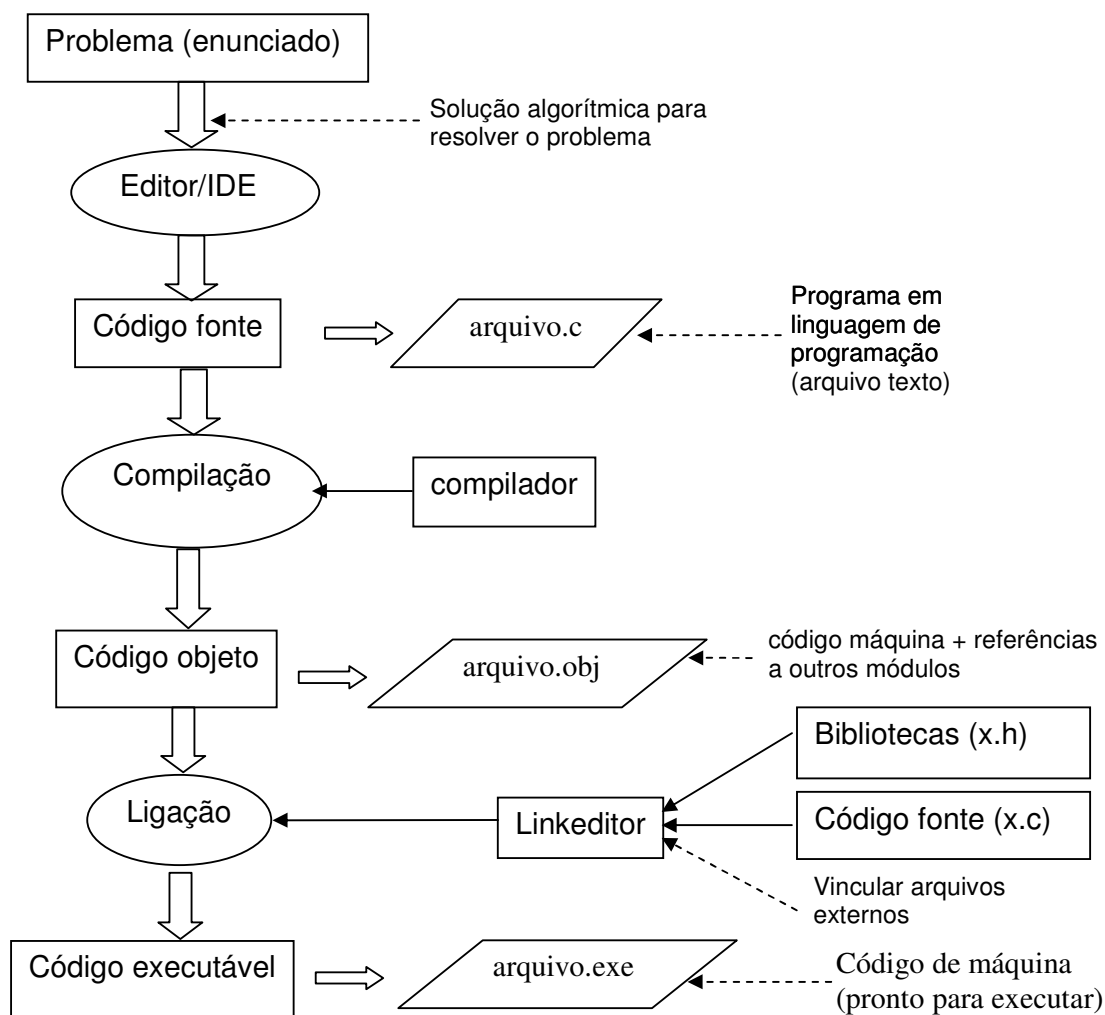 Problema (enunciado)
Solução algorítmica para
resolver o problema
Editor/IDE
Código fonte
arquivo.c
Programa em
linguagem de
programação
(arquivo texto)
Compilação
compilador
Código objeto
arquivo.obj
código máquina + referências
a outros módulos
Bibliotecas (x.h)
Ligação
Linkeditor
Código fonte (x.c)
Vincular arquivos
externos
Código executável
arquivo.exe
Código de máquina
(pronto para executar)